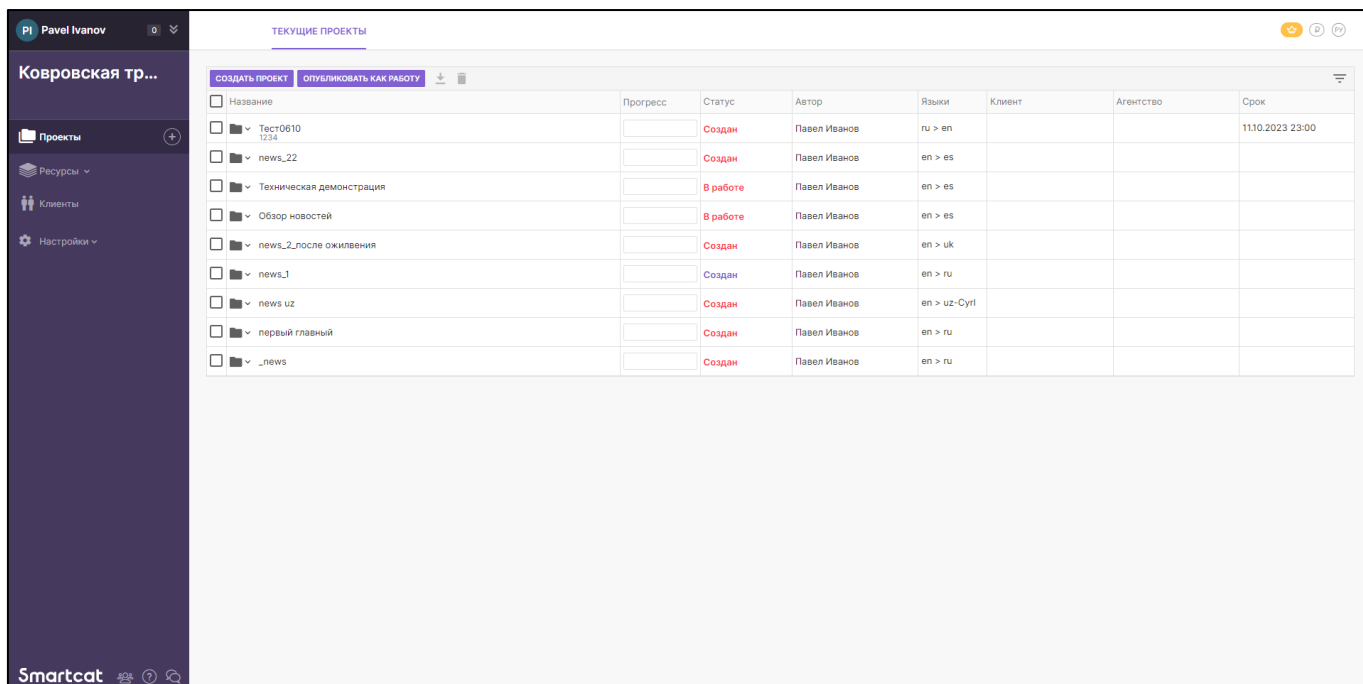 PI Pavel Ivanov 0
ТЕКУЩИЕ ПРОЕКТЫ
₽ РУ
Ковровская тр...
СОЗДАТЬ ПРОЕКТ ОПУБЛИКОВАТЬ КАК РАБОТУ
Название Прогресс Статус Автор Языки Клиент Агентство Срок
Проекты
Ресурсы
Клиенты
Настройки
Тест0610 Создан Павел Иванов ru > en 11.10.2023 23:00
1234
news_22 Создан Павел Иванов en > es
Техническая демонстрация В работе Павел Иванов en > es
Обзор новостей В работе Павел Иванов en > es
news_2_после ожилвения Создан Павел Иванов en > uk
news_1 Создан Павел Иванов en > ru
news uz Создан Павел Иванов en > uz-Cyrl
первый главный Создан Павел Иванов en > ru
_news Создан Павел Иванов en > ru
Smartcat ?